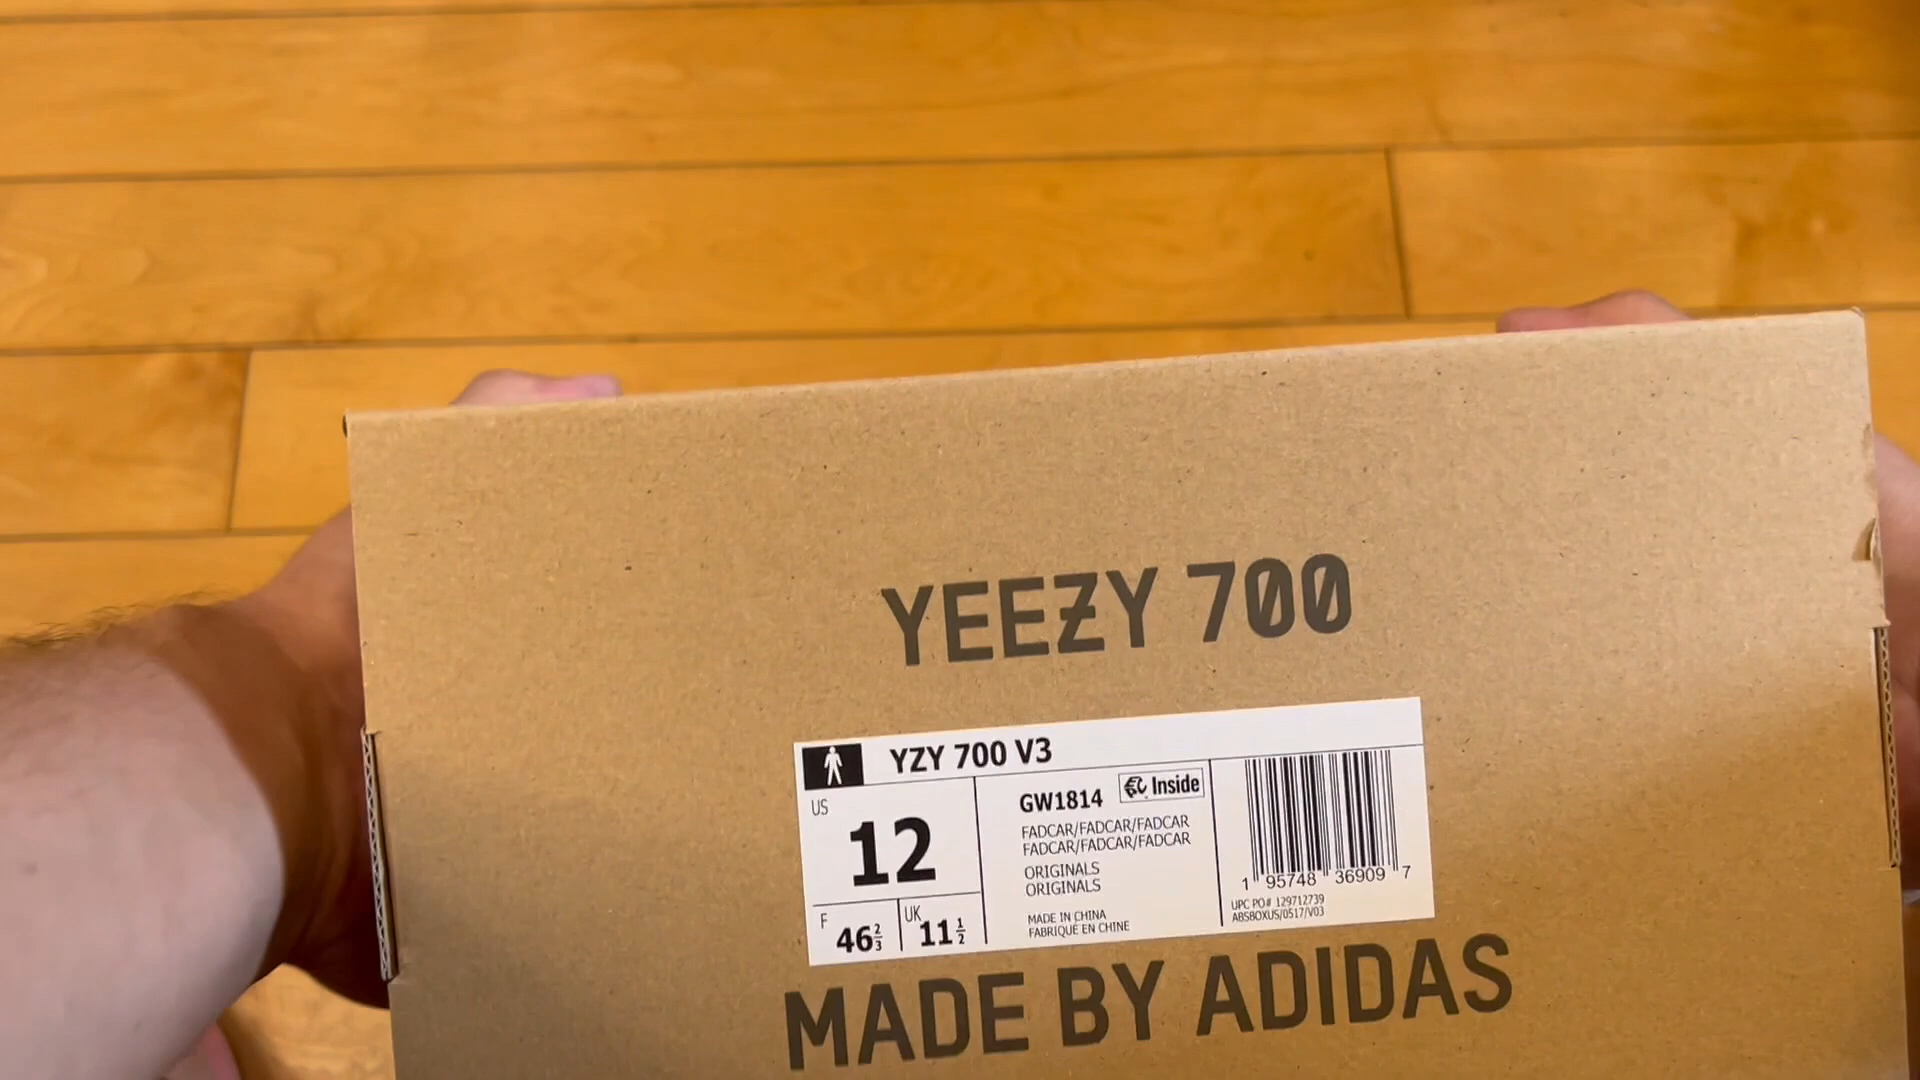 YEEZY 700
YZY 700 V3
US
12
F
46⅔
UK
11½
GW1814
Inside
FADCAR/FADCAR/FADCAR
FADCAR/FADCAR/FADCAR
ORIGINALS
ORIGINALS
MADE IN CHINA
FABRIQUÉ EN CHINE
1 95748 36909 7
UPC PO# 129712739
ABSBOXUS/0517/V03
MADE BY ADIDAS